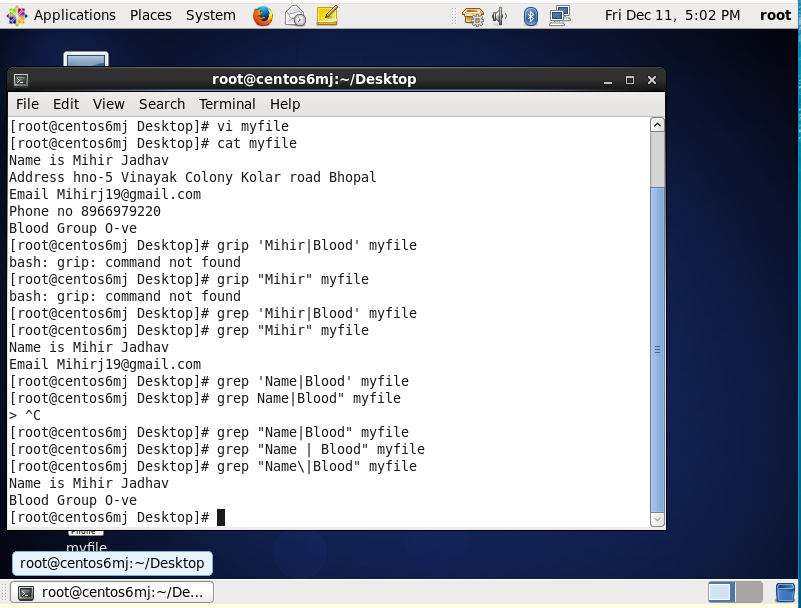 Applications Places System
Fri Dec 11, 5:02 PM root
root@centos6mj:~/Desktop
File Edit View Search Terminal Help
[root@centos6mj Desktop]# vi myfile
[root@centos6mj Desktop]# cat myfile
Name is Mihir Jadhav
Address hno-5 Vinayak Colony Kolar road Bhopal
Email Mihirj19@gmail.com
Phone no 8966979220
Blood Group O-ve
[root@centos6mj Desktop]# grip 'Mihir|Blood' myfile
bash: grip: command not found
[root@centos6mj Desktop]# grip "Mihir" myfile
bash: grip: command not found
[root@centos6mj Desktop]# grep 'Mihir|Blood' myfile
[root@centos6mj Desktop]# grep "Mihir" myfile
Name is Mihir Jadhav
Email Mihirj19@gmail.com
[root@centos6mj Desktop]# grep 'Name|Blood' myfile
[root@centos6mj Desktop]# grep Name|Blood" myfile
> ^C
[root@centos6mj Desktop]# grep "Name|Blood" myfile
[root@centos6mj Desktop]# grep "Name | Blood" myfile
[root@centos6mj Desktop]# grep "Name\|Blood" myfile
Name is Mihir Jadhav
Blood Group O-ve
[root@centos6mj Desktop]#
myfile
root@centos6mj:~/Desktop
root@centos6mj:~/De...